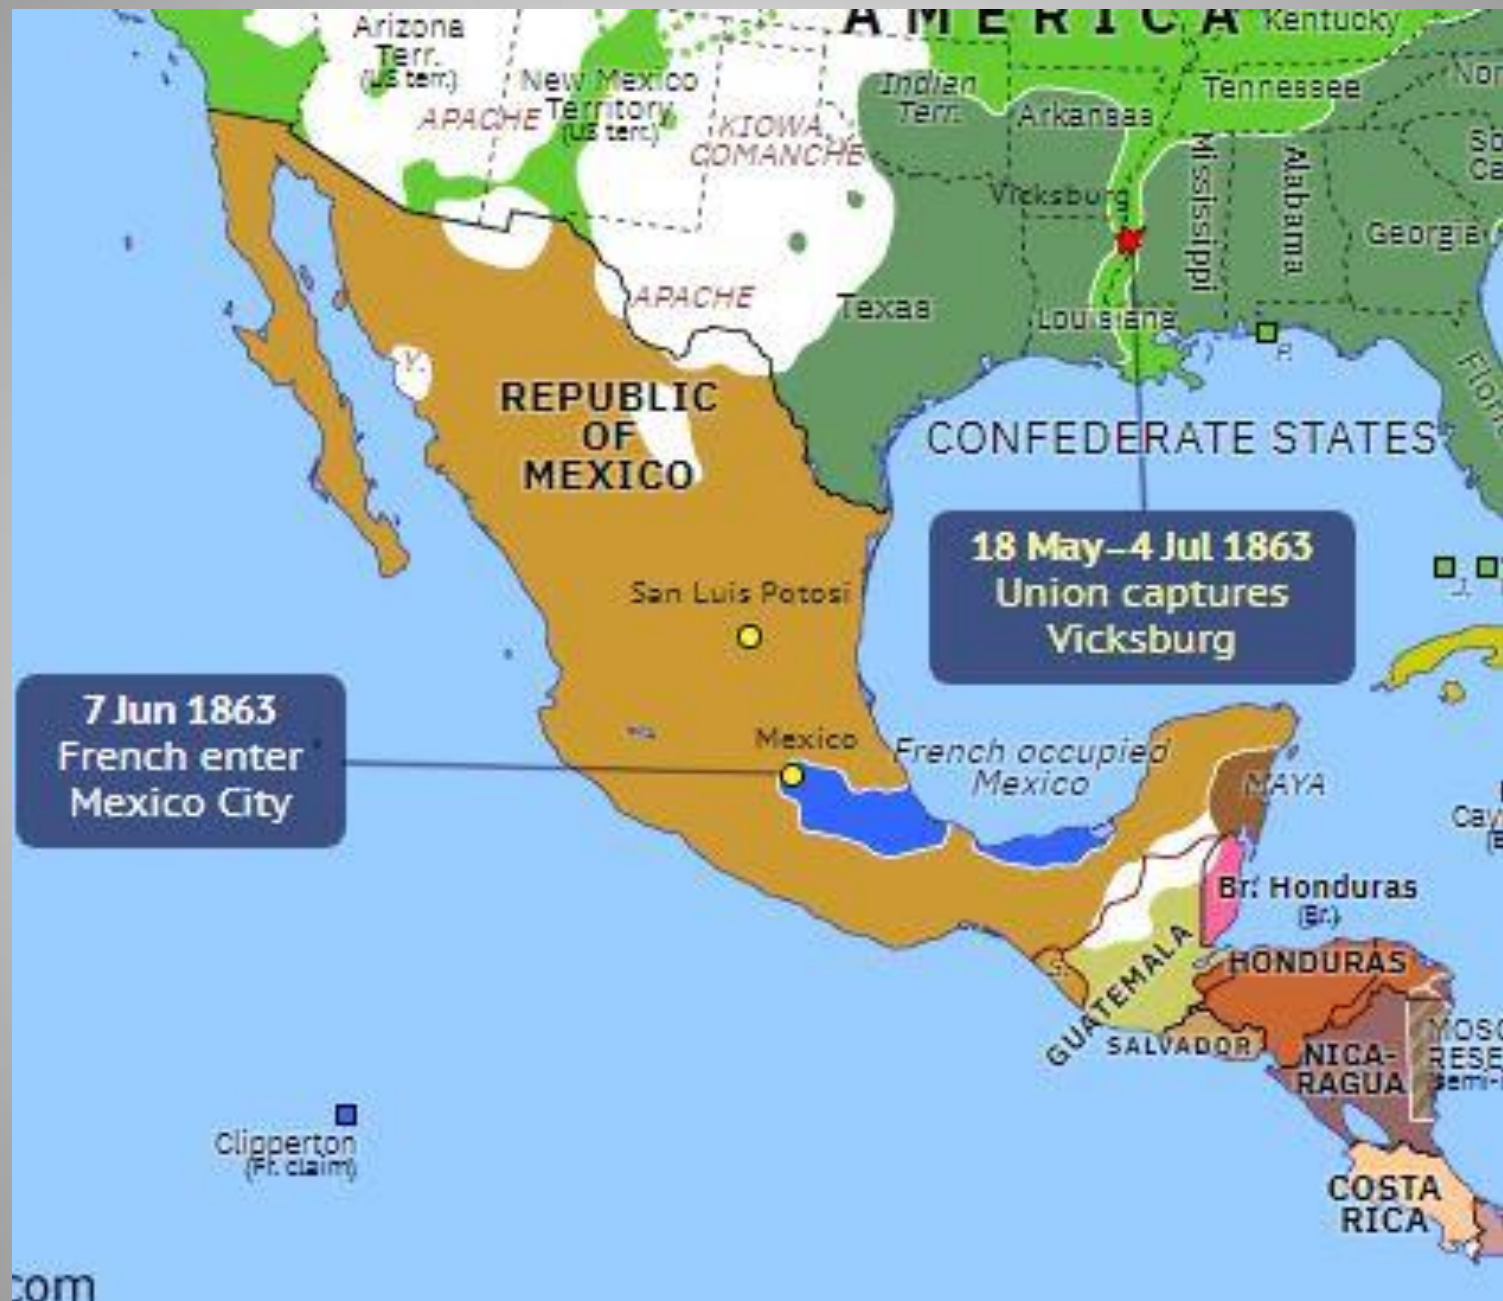 AMERICA
Kentucky
Arizona
Terr.
(US terr.)
New Mexico
Territory
(US terr.)
APACHE
KIOWA,
COMANCHE
Indian
Terr.
Arkansas
Tennessee
Vicksburg
Mississippi
Alabama
Georgia
APACHE
Texas
Louisiana
P.
Y.
REPUBLIC
OF
MEXICO
CONFEDERATE STATES
18 May–4 Jul 1863
Union captures
Vicksburg
San Luis Potosi
7 Jun 1863
French enter
Mexico City
Mexico
French occupied
Mexico
MAYA
Br. Honduras
(Br.)
GUATEMALA
HONDURAS
SALVADOR
NICA-
RAGUA
Clipperton
(Fr. claim)
COSTA
RICA
com